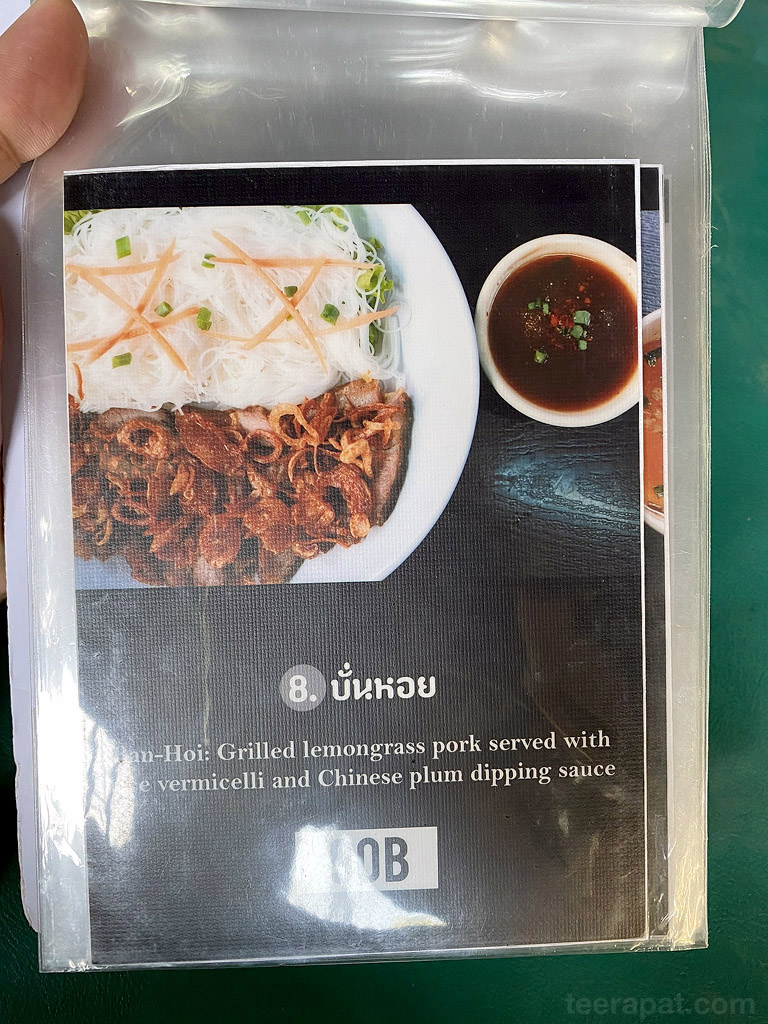 8. บั่นหอย
Grilled lemongrass pork served with
vermicelli and Chinese plum dipping sauce
teerapat.com